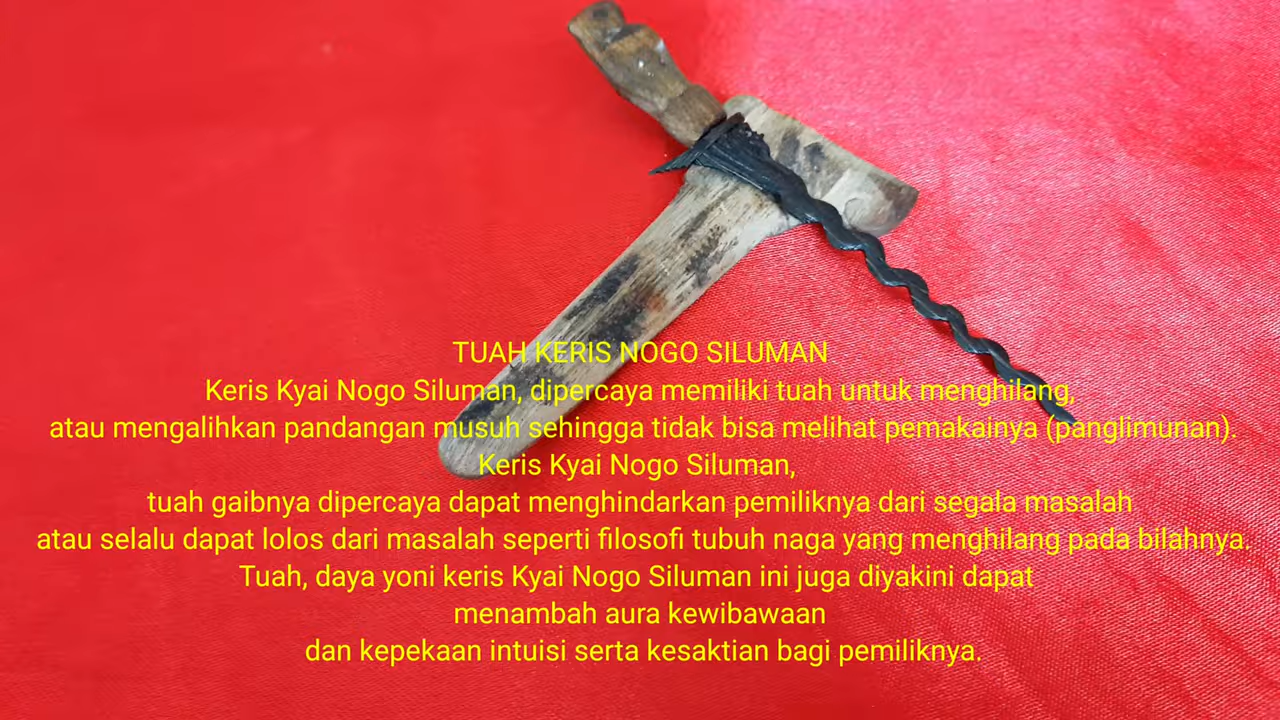 TUAH KERIS NOGO SILUMAN
Keris Kyai Nogo Siluman, dipercaya memiliki tuah untuk menghilang,
atau mengalihkan pandangan musuh sehingga tidak bisa melihat pemakainya (panglimunan).
Keris Kyai Nogo Siluman,
tuah gaibnya dipercaya dapat menghindarkan pemiliknya dari segala masalah
atau selalu dapat lolos dari masalah seperti filosofi tubuh naga yang menghilang pada bilahnya.
Tuah, daya yoni keris Kyai Nogo Siluman ini juga diyakini dapat
menambah aura kewibawaan
dan kepekaan intuisi serta kesaktian bagi pemiliknya.